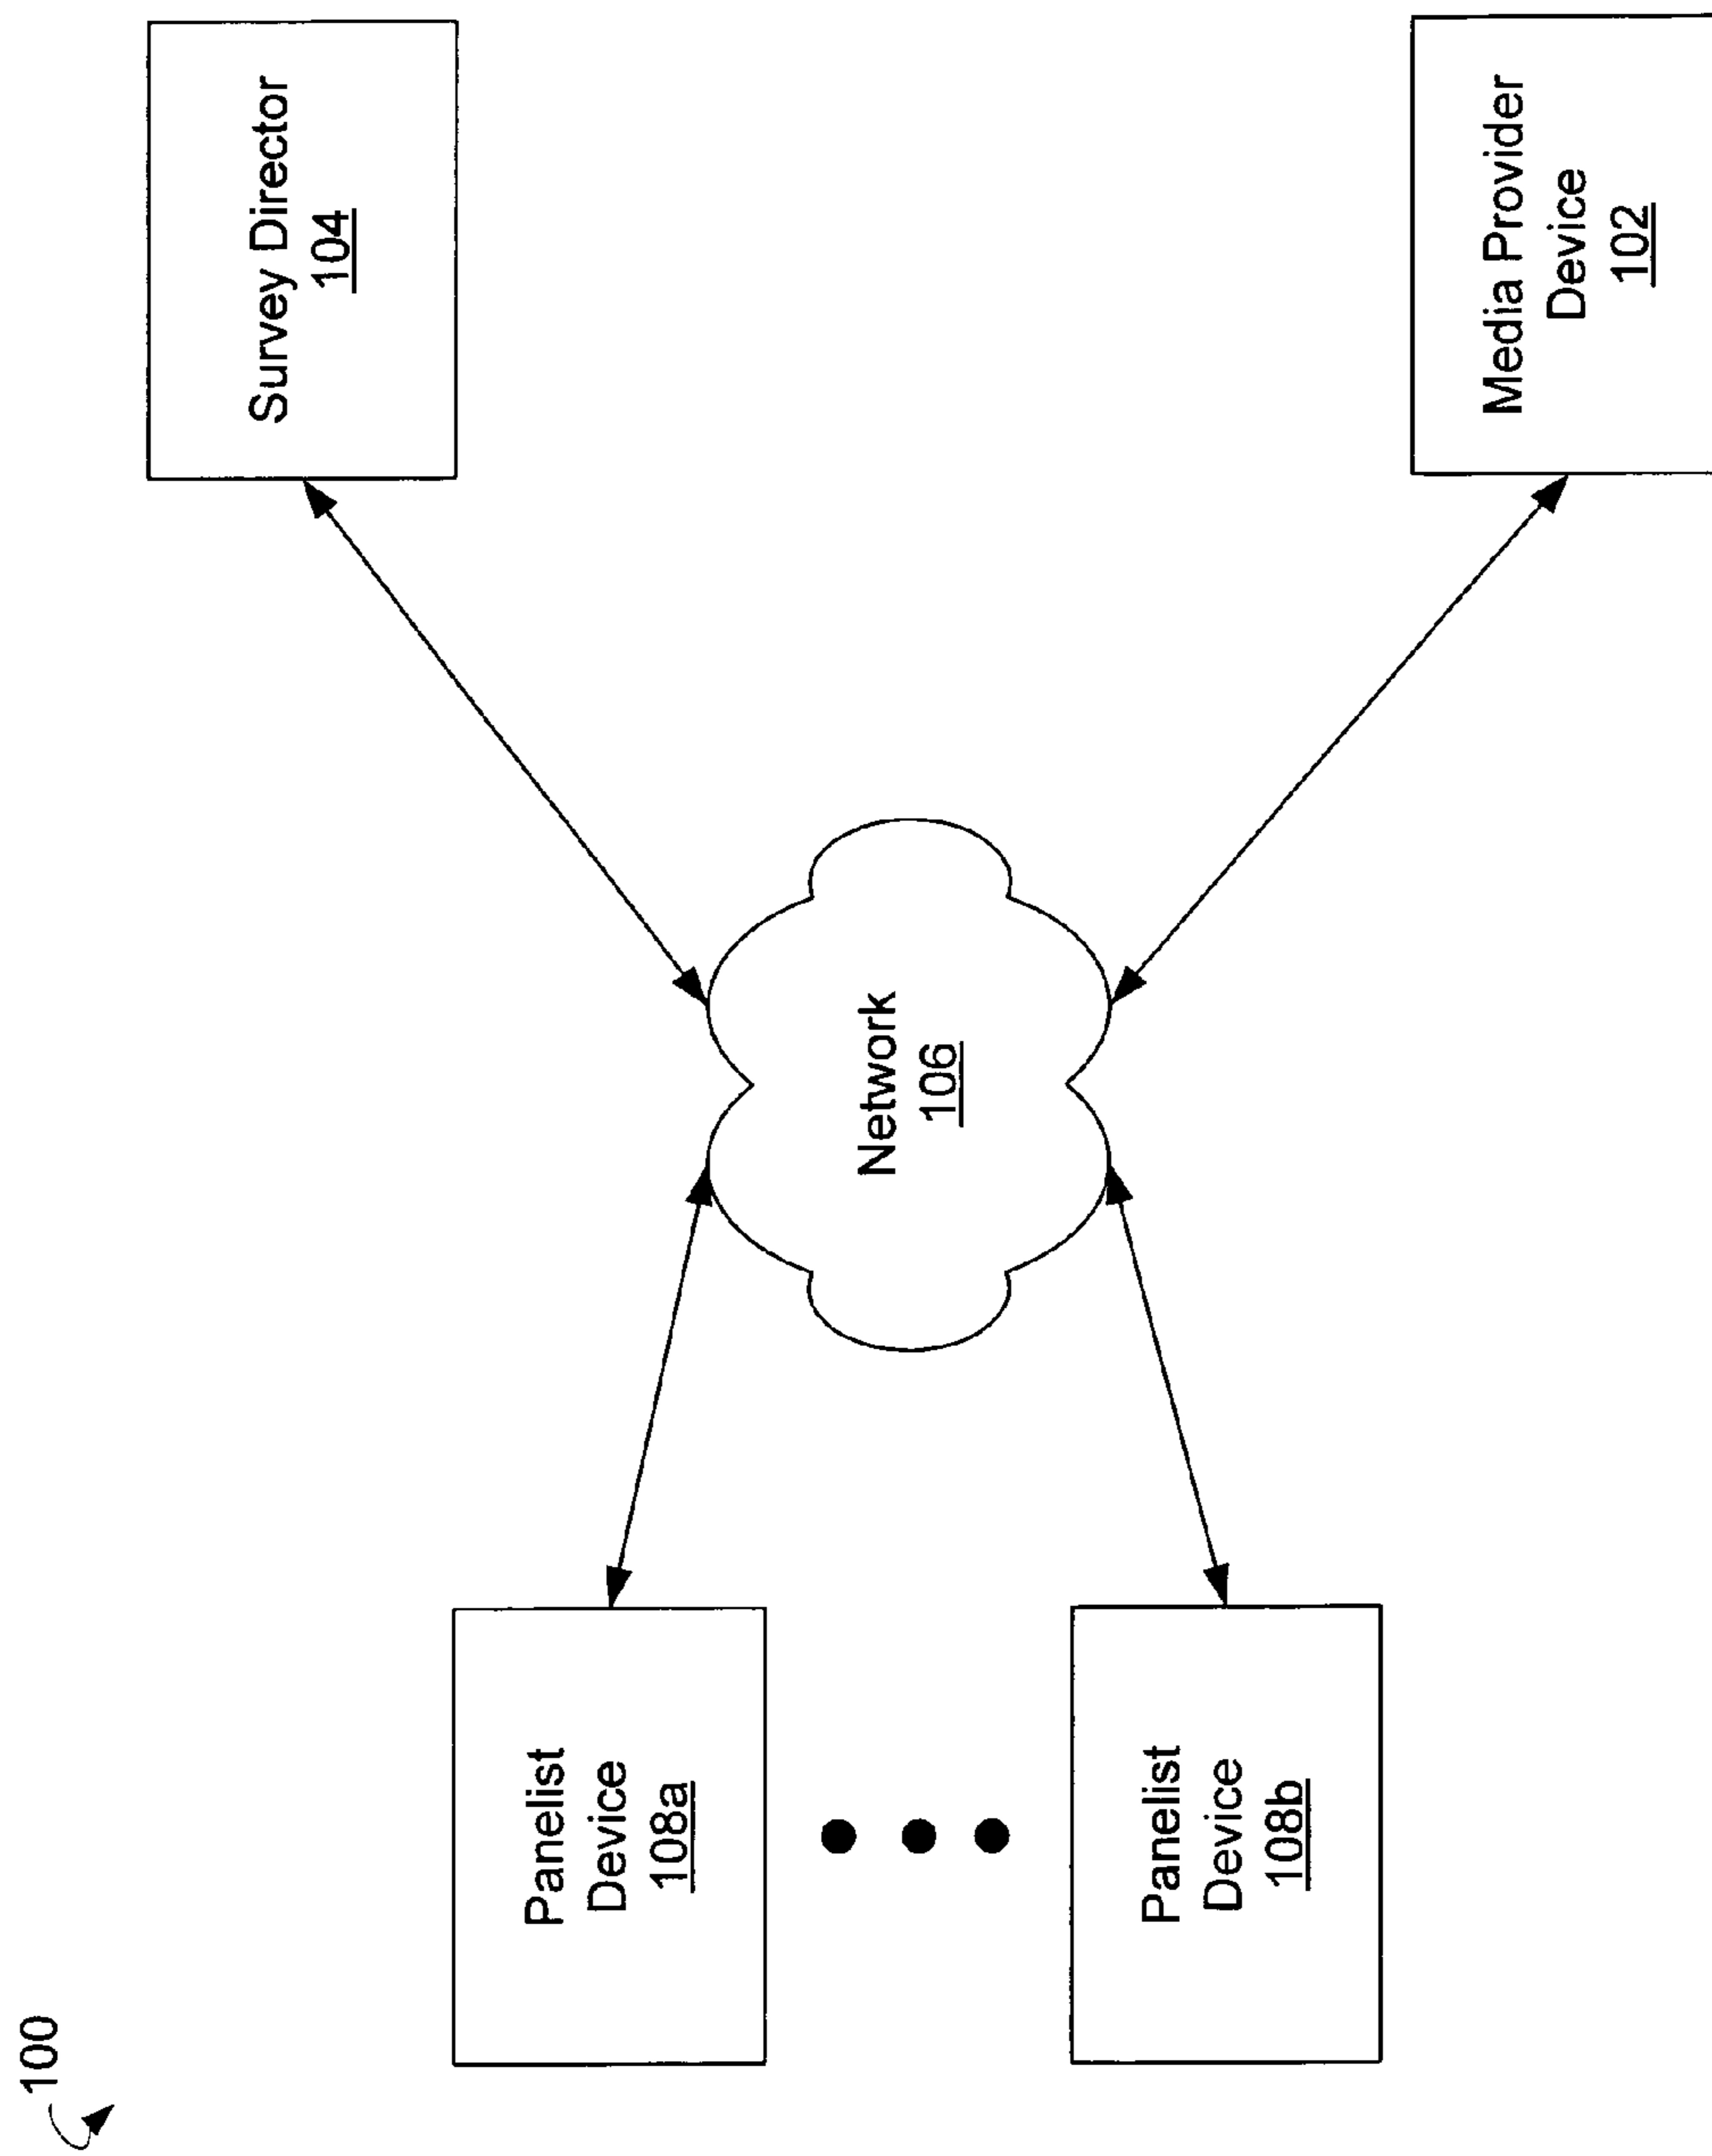 100
Panelist
Device
108a
Panelist
Device
108b
Network
106
Survey Director
104
Media Provider
Device
102